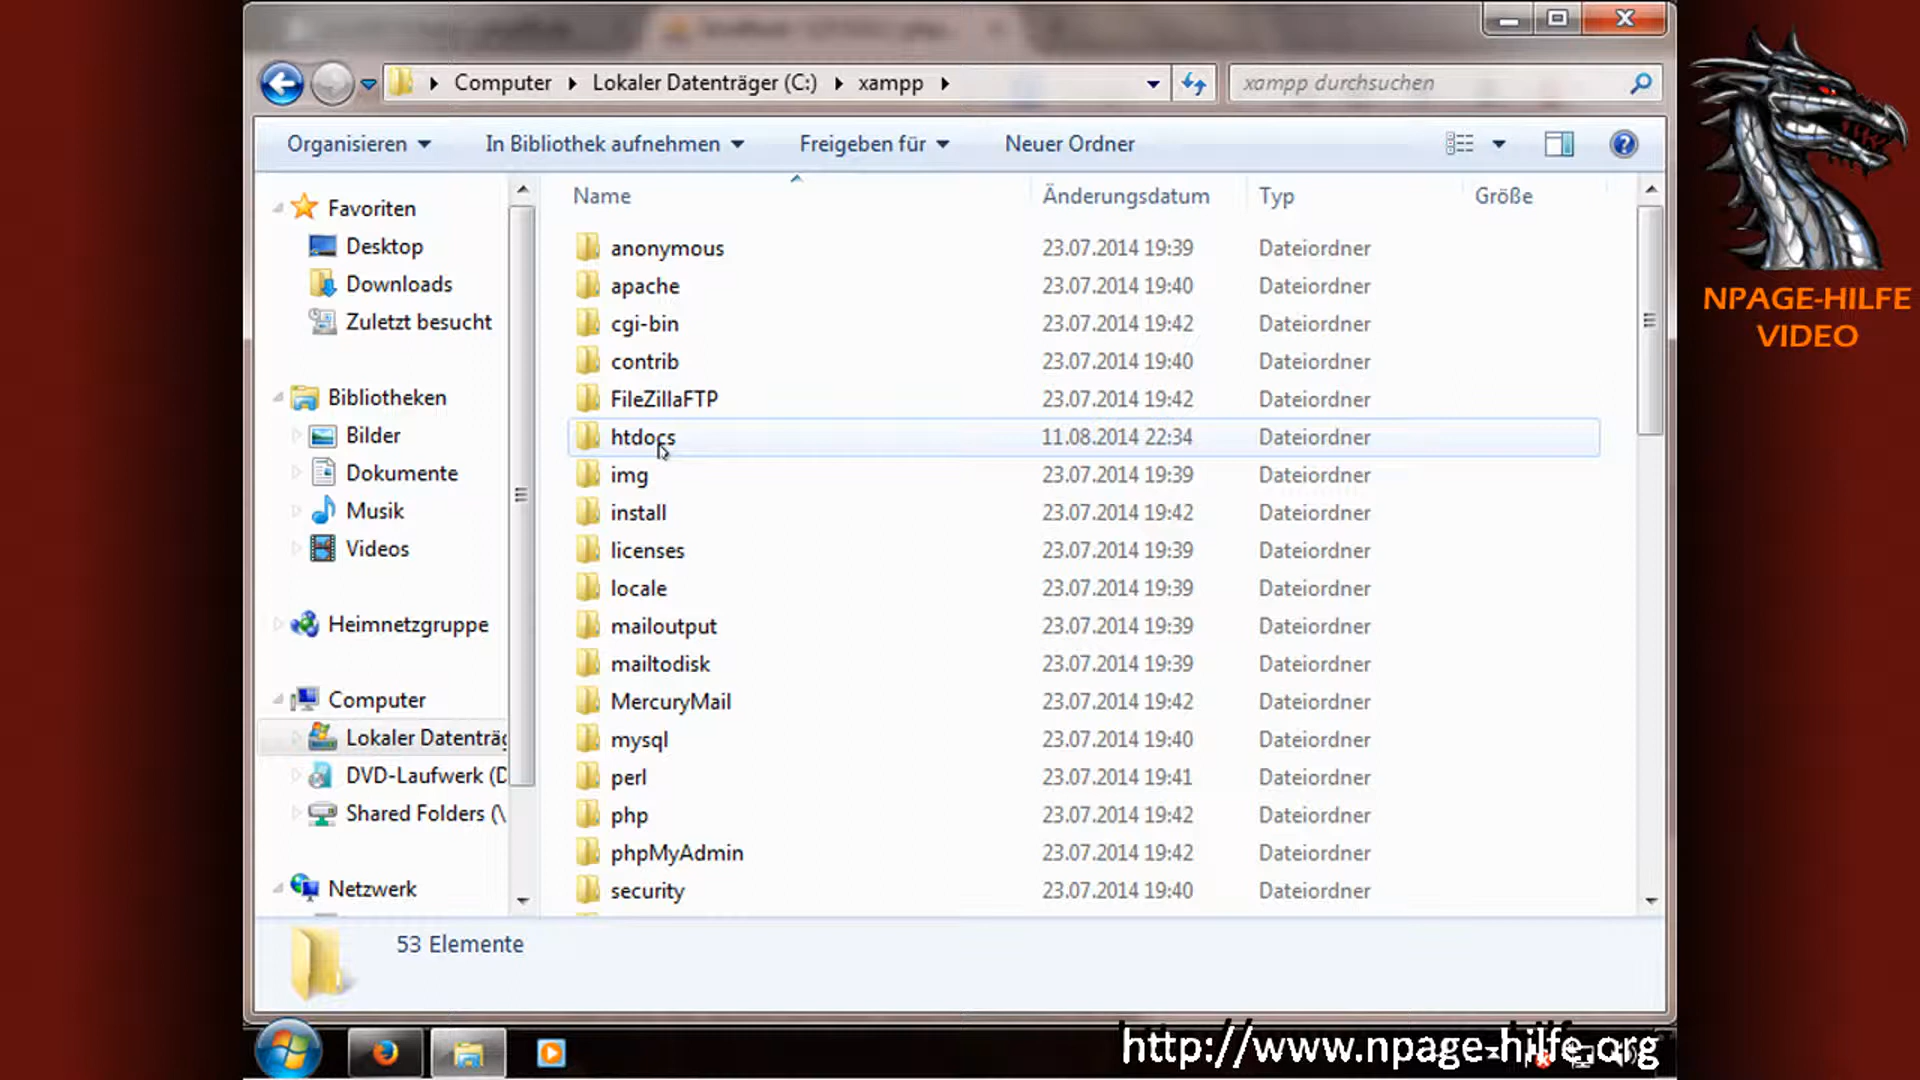 Computer Lokaler Datenträger (C:) xampp
xampp durchsuchen
Organisieren In Bibliothek aufnehmen Freigeben für Neuer Ordner
Favoriten
Desktop
Downloads
Zuletzt besucht
Bibliotheken
Bilder
Dokumente
Musik
Videos
Heimnetzgruppe
Computer
Lokaler Datenträg
DVD-Laufwerk (D
Shared Folders (\
Netzwerk
Name Änderungsdatum Typ Größe
anonymous 23.07.2014 19:39 Dateiordner
apache 23.07.2014 19:40 Dateiordner
cgi-bin 23.07.2014 19:42 Dateiordner
contrib 23.07.2014 19:40 Dateiordner
FileZillaFTP 23.07.2014 19:42 Dateiordner
htdocs 11.08.2014 22:34 Dateiordner
img 23.07.2014 19:39 Dateiordner
install 23.07.2014 19:42 Dateiordner
licenses 23.07.2014 19:39 Dateiordner
locale 23.07.2014 19:39 Dateiordner
mailoutput 23.07.2014 19:39 Dateiordner
mailtodisk 23.07.2014 19:39 Dateiordner
MercuryMail 23.07.2014 19:42 Dateiordner
mysql 23.07.2014 19:40 Dateiordner
perl 23.07.2014 19:41 Dateiordner
php 23.07.2014 19:42 Dateiordner
phpMyAdmin 23.07.2014 19:42 Dateiordner
security 23.07.2014 19:40 Dateiordner
53 Elemente
NPAGE-HILFE
VIDEO
http://www.npage-hilfe.org